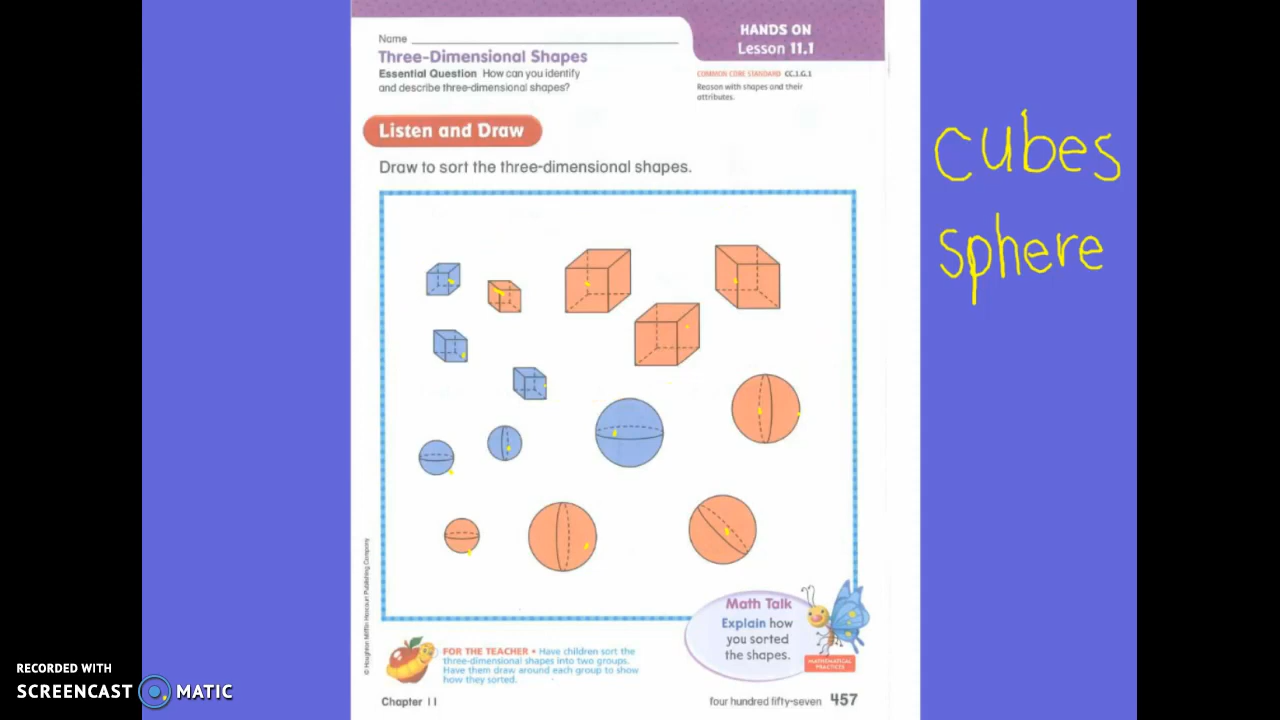 Name
HANDS ON
Lesson 11.1
Three-Dimensional Shapes
Essential Question How can you identify
and describe three-dimensional shapes?
COMMON CORE STANDARD CC.1.G.1
Reason with shapes and their
attributes.
Listen and Draw
Draw to sort the three-dimensional shapes.
cubes
sphere
© Houghton Mifflin Harcourt Publishing Company
Math Talk
Explain how
you sorted
the shapes.
MATHEMATICAL
PRACTICES
FOR THE TEACHER • Have children sort the
three-dimensional shapes into two groups.
Have them draw around each group to show
how they sorted.
Chapter 11
four hundred fifty-seven 457
RECORDED WITH
SCREENCAST MATIC